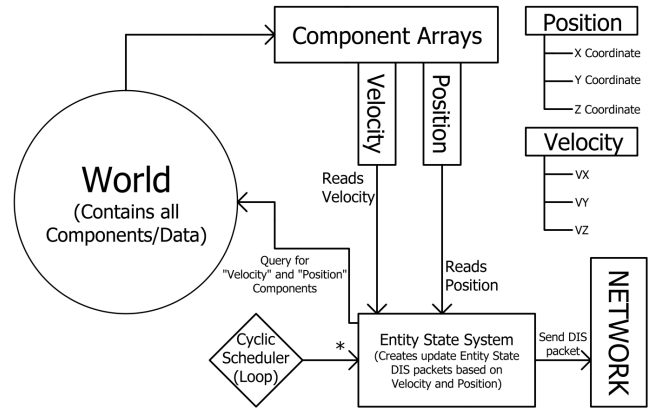 Component Arrays
Velocity
Position
World
(Contains all
Components/Data)
Reads
Velocity
Reads
Position
Query for
"Velocity" and "Position"
Components
Cyclic
Scheduler
(Loop)
*
Entity State System
(Creates update Entity State
DIS packets based on
Velocity and Position)
Send DIS
packet
NETWORK
Position
X Coordinate
Y Coordinate
Z Coordinate
Velocity
VX
VY
VZ